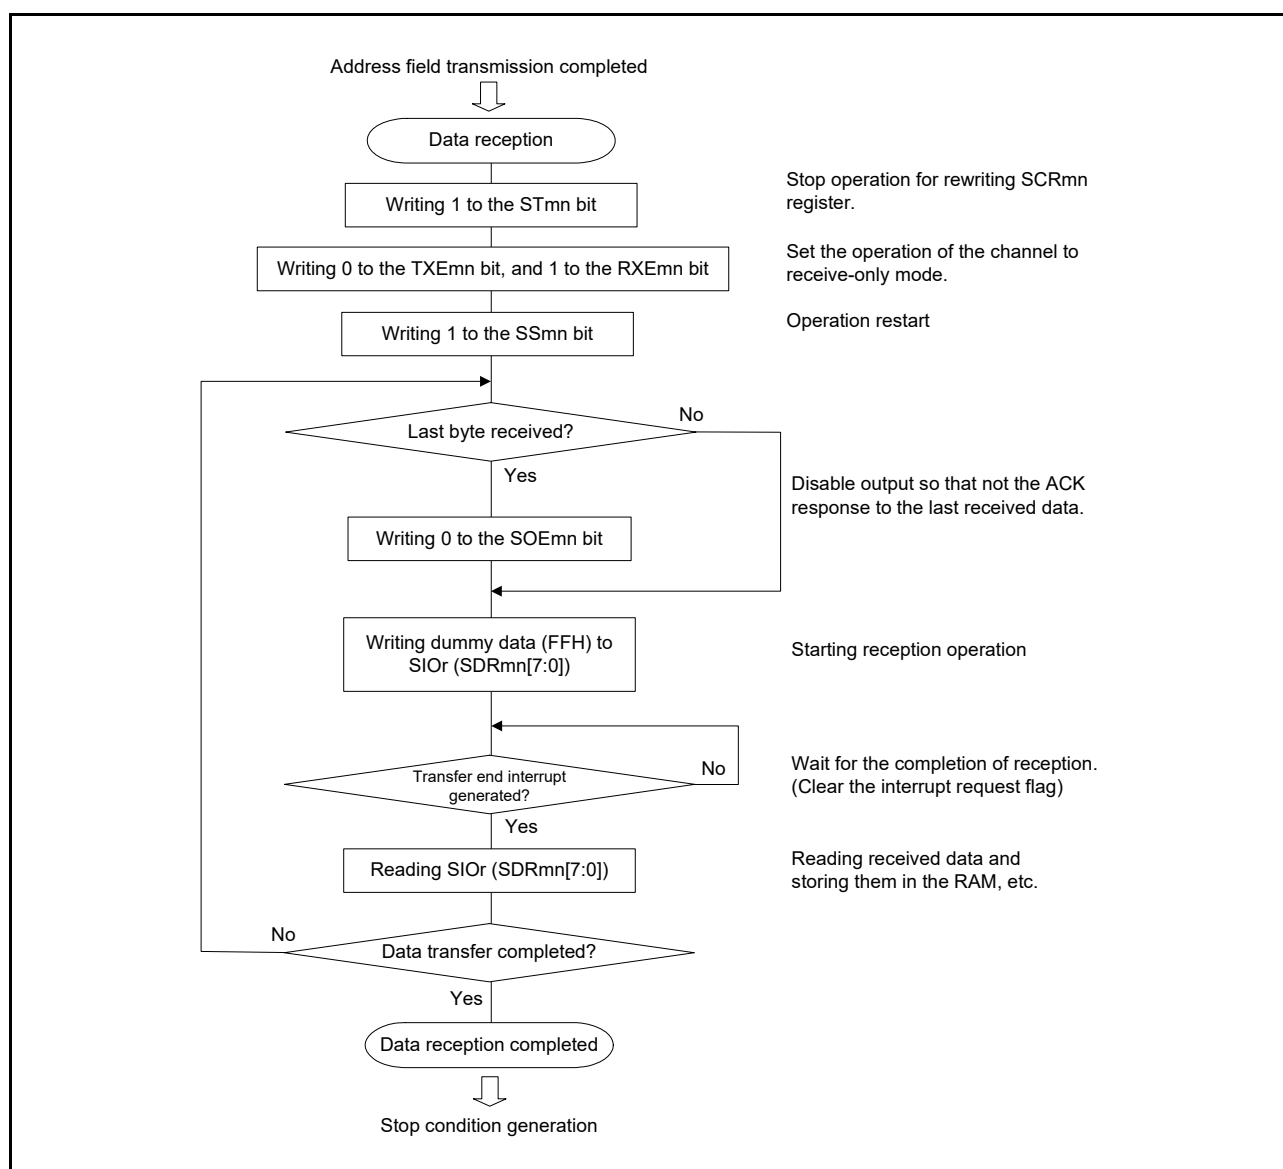 Address field transmission completed
Data reception
Writing 1 to the STmn bit
Stop operation for rewriting SCRmn
register.
Writing 0 to the TXEmn bit, and 1 to the RXEmn bit
Set the operation of the channel to
receive-only mode.
Writing 1 to the SSmn bit
Operation restart
Last byte received?
No
Yes
Disable output so that not the ACK
response to the last received data.
Writing 0 to the SOEmn bit
Writing dummy data (FFH) to
SIOr (SDRmn[7:0])
Starting reception operation
Transfer end interrupt
generated?
No
Yes
Wait for the completion of reception.
(Clear the interrupt request flag)
Reading SIOr (SDRmn[7:0])
Reading received data and
storing them in the RAM, etc.
No
Data transfer completed?
Yes
Data reception completed
Stop condition generation